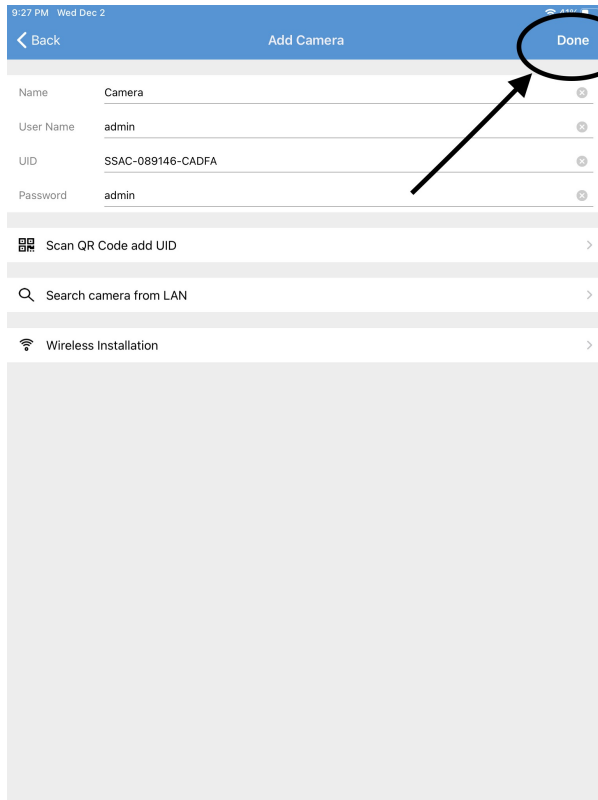 9:27 PM Wed Dec 2
41%
Back
Add Camera
Done
Name
Camera
User Name
admin
UID
SSAC-089146-CADFA
Password
admin
Scan QR Code add UID
Search camera from LAN
Wireless Installation